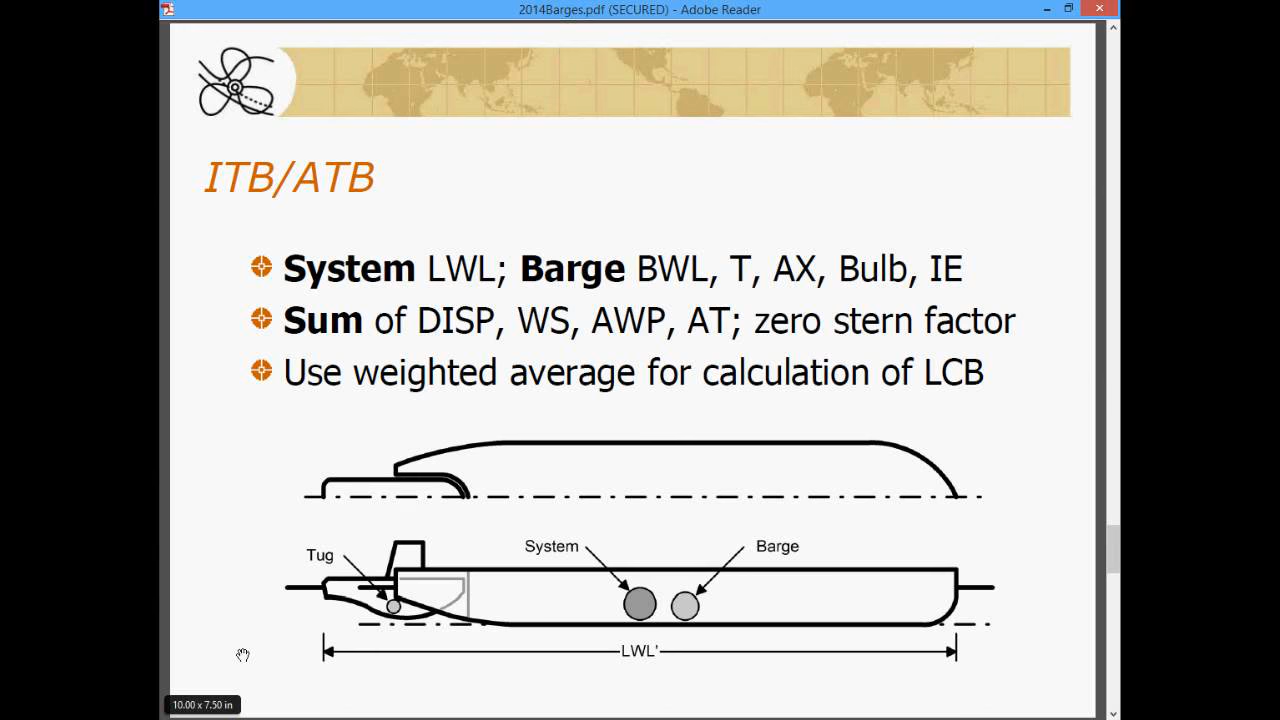 2014Barges.pdf (SECURED) - Adobe Reader
ITB/ATB
System LWL; Barge BWL, T, AX, Bulb, IE
Sum of DISP, WS, AWP, AT; zero stern factor
Use weighted average for calculation of LCB
Tug
System
Barge
LWL'
10.00 x 7.50 in